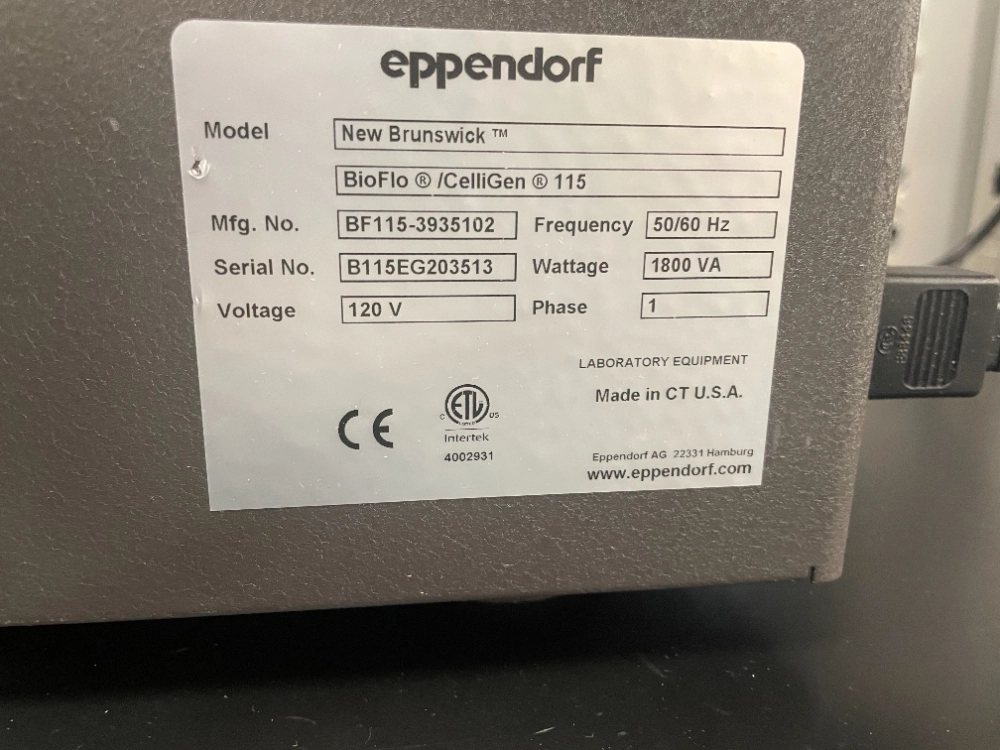 eppendorf
Model New Brunswick ™
BioFlo ® /CelliGen ® 115
Mfg. No. BF115-3935102 Frequency 50/60 Hz
Serial No. B115EG203513 Wattage 1800 VA
Voltage 120 V Phase 1
LABORATORY EQUIPMENT
Made in CT U.S.A.
CE
C ETL US
Intertek
4002931
Eppendorf AG 22331 Hamburg
www.eppendorf.com